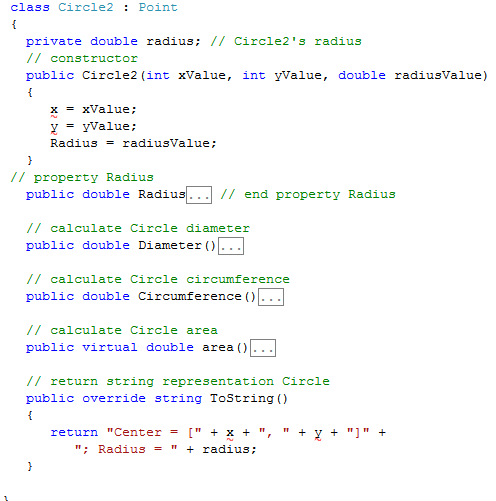 class Circle2 : Point
{
private double radius; // Circle2's radius
// constructor
public Circle2(int xValue, int yValue, double radiusValue)
{
x = xValue;
y = yValue;
Radius = radiusValue;
}
// property Radius
public double Radius... // end property Radius
// calculate Circle diameter
public double Diameter()...
// calculate Circle circumference
public double Circumference()...
// calculate Circle area
public virtual double area()...
// return string representation Circle
public override string ToString()
{
return "Center = [" + x + ", " + y + "]" +
"; Radius = " + radius;
}
}